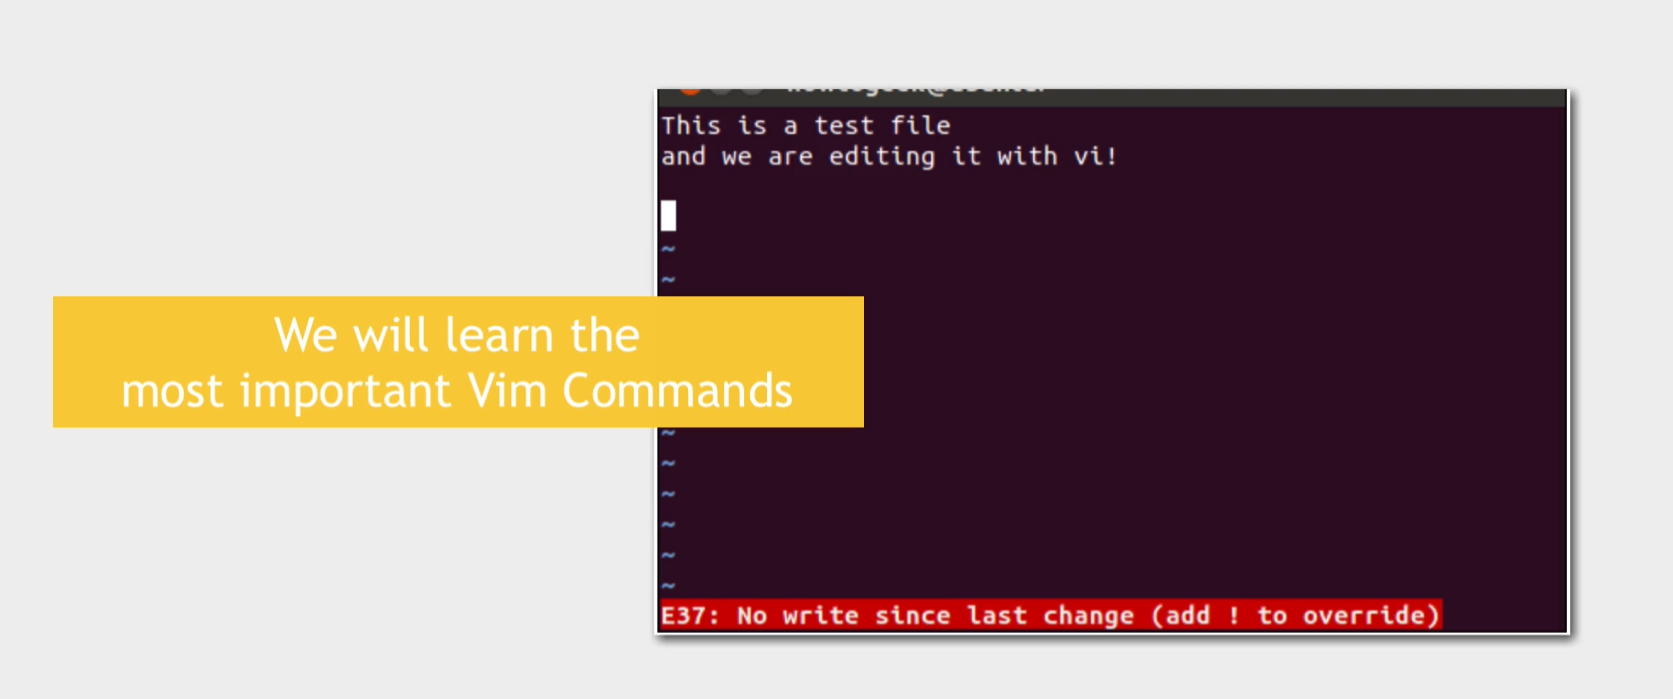 This is a test file
and we are editing it with vi!
~
~
We will learn the
most important Vim Commands
~
~
~
~
~
~
E37: No write since last change (add ! to override)